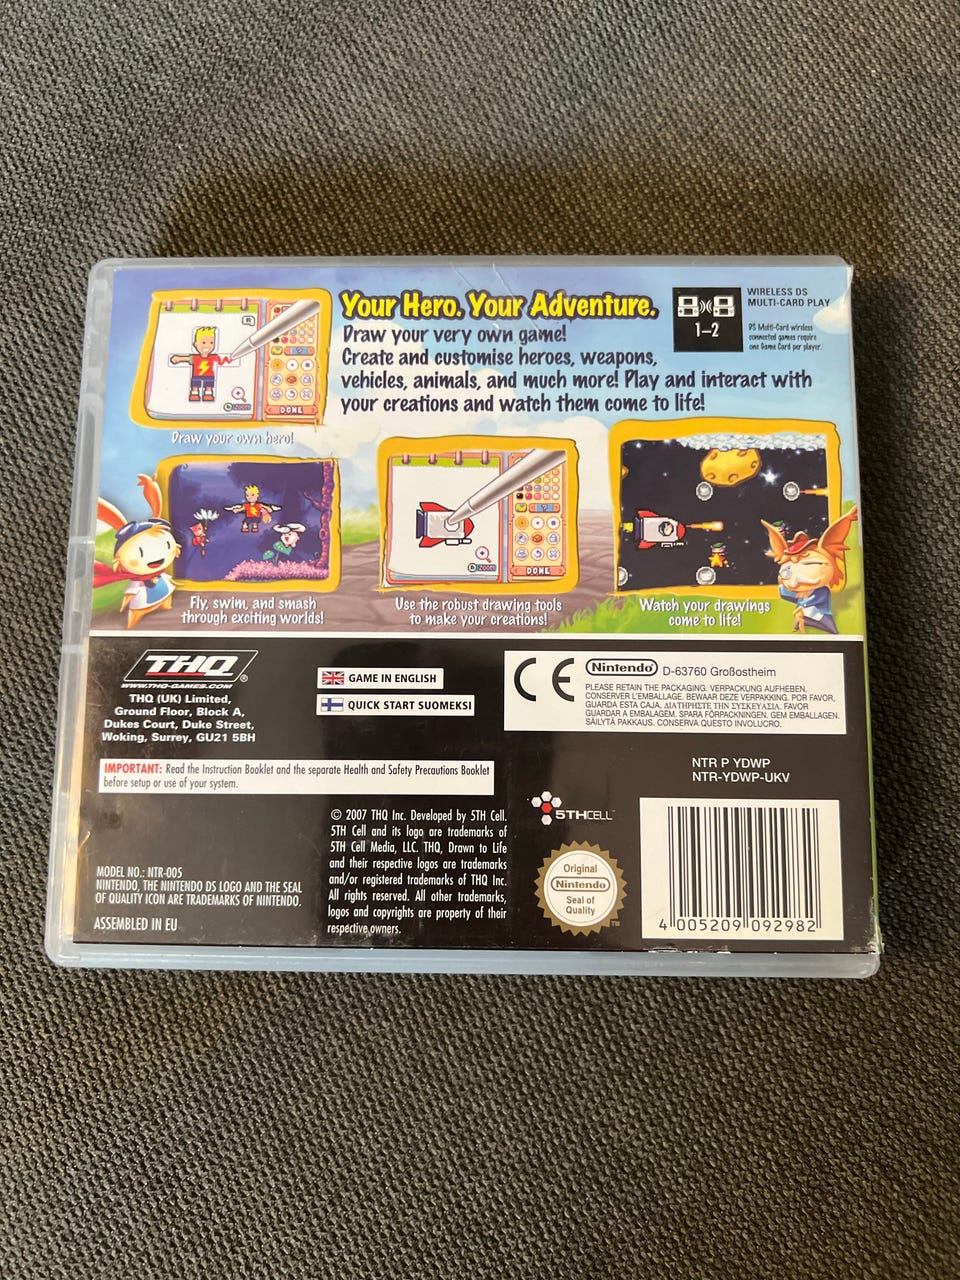 Your Hero. Your Adventure.
Draw your very own game!
Create and customise heroes, weapons,
vehicles, animals, and much more! Play and interact with
your creations and watch them come to life!
1–2
WIRELESS DS
MULTI-CARD PLAY
DS Multi-Card wireless
connected games require
one Game Card per player.
R
ZOOM
DONE
Draw your own hero!
ZOOM
DONE
Fly, swim, and smash
through exciting worlds!
Use the robust drawing tools
to make your creations!
Watch your drawings
come to life!
THQ
WWW.THQ-GAMES.COM
THQ (UK) Limited,
Ground Floor, Block A,
Dukes Court, Duke Street,
Woking, Surrey, GU21 5BH
GAME IN ENGLISH
QUICK START SUOMEKSI
CE
Nintendo D-63760 Großostheim
PLEASE RETAIN THE PACKAGING. VERPACKUNG AUFHEBEN.
CONSERVER L'EMBALLAGE. BEWAAR DEZE VERPAKKING. POR FAVOR,
GUARDA ESTA CAJA. ΔΙΑΤΗΡΗΣΤΕ ΤΗΝ ΣΥΣΚΕΥΑΣΙΑ. FAVOR
GUARDAR A EMBALAGEM. SPARA FÖRPACKNINGEN. GEM EMBALLAGEN.
SÄILYTÄ PAKKAUS. CONSERVA QUESTO INVOLUCRO.
NTR P YDWP
NTR-YDWP-UKV
IMPORTANT: Read the Instruction Booklet and the separate Health and Safety Precautions Booklet
before setup or use of your system.
© 2007 THQ Inc. Developed by 5TH Cell.
5TH Cell and its logo are trademarks of
5TH Cell Media, LLC. THQ, Drawn to Life
and their respective logos are trademarks
and/or registered trademarks of THQ Inc.
All rights reserved. All other trademarks,
logos and copyrights are property of their
respective owners.
5TH CELL
MODEL NO.: NTR-005
NINTENDO, THE NINTENDO DS LOGO AND THE SEAL
OF QUALITY ICON ARE TRADEMARKS OF NINTENDO.
ASSEMBLED IN EU
Original
Nintendo
Seal of
Quality
TM
4 005209 092982